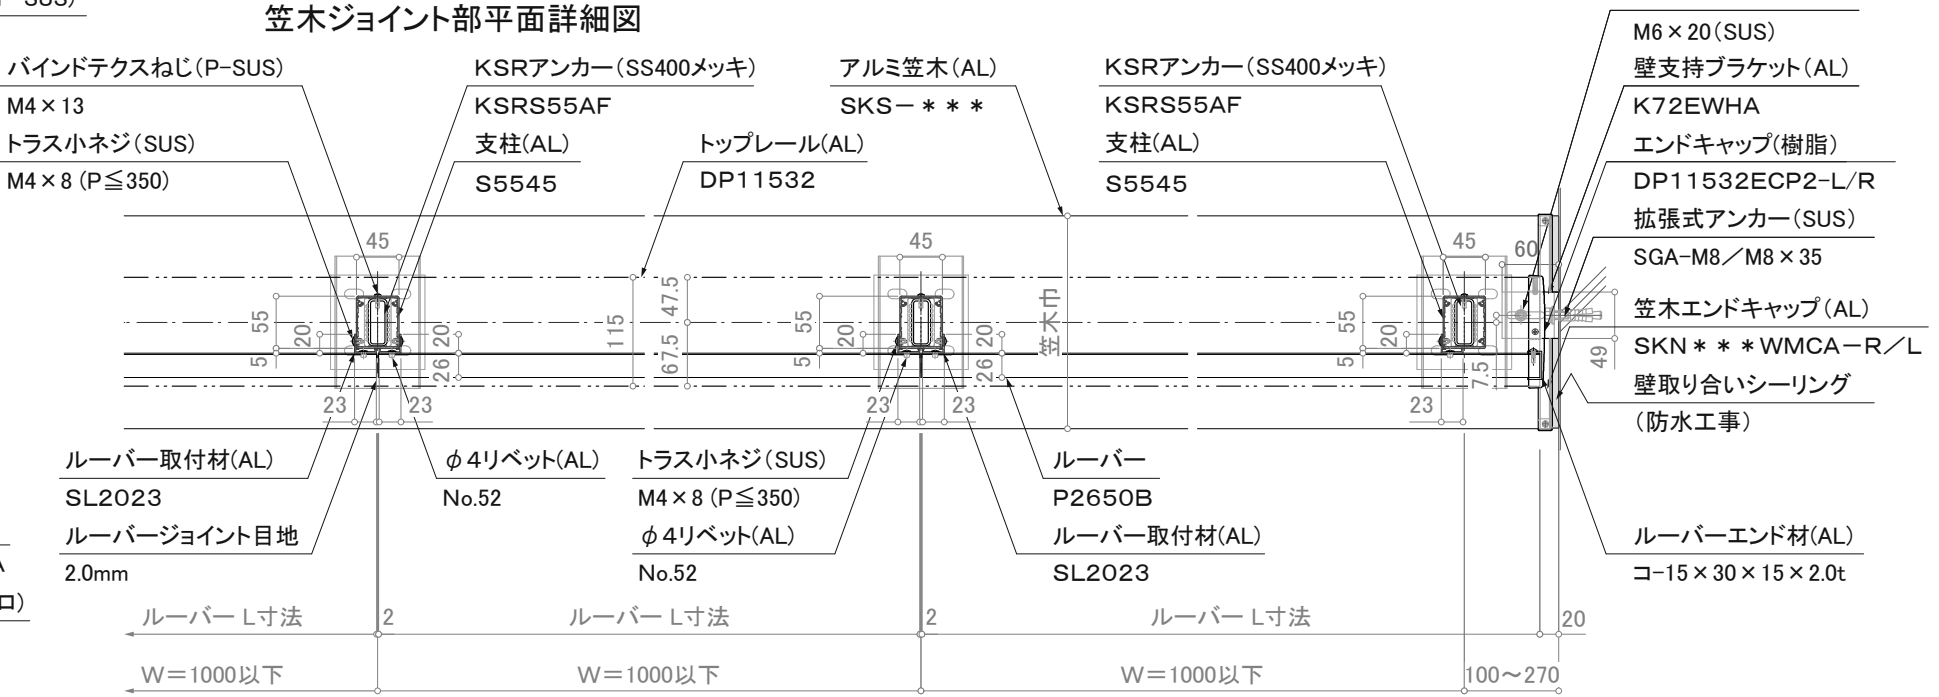 笠木ジョイント部平面詳細図
M6×20(SUS)
バインドテクスねじ(P-SUS)
M4×13
トラス小ネジ(SUS)
M4×8 (P≦350)
KSRアンカー(SS400メッキ)
KSRS55AF
支柱(AL)
S5545
トップレール(AL)
DP11532
アルミ笠木(AL)
SKS-***
KSRアンカー(SS400メッキ)
KSRS55AF
支柱(AL)
S5545
壁支持ブラケット(AL)
K72EWHA
エンドキャップ(樹脂)
DP11532ECP2-L/R
拡張式アンカー(SUS)
SGA-M8/M8×35
笠木エンドキャップ(AL)
SKN***WMCA-R/L
壁取り合いシーリング
(防水工事)
45
45
45
60
55
20
5
20
26
115
47.5
67.5
55
20
5
20
26
笠木巾
55
20
5
7.5
49
23
23
23
23
23
ルーバー取付材(AL)
SL2023
ルーバージョイント目地
2.0mm
φ4リベット(AL)
No.52
トラス小ネジ(SUS)
M4×8 (P≦350)
φ4リベット(AL)
No.52
ルーバー
P2650B
ルーバー取付材(AL)
SL2023
ルーバーエンド材(AL)
コ-15×30×15×2.0t
ルーバー L寸法
2
ルーバー L寸法
2
ルーバー L寸法
20
W=1000以下
W=1000以下
W=1000以下
100~270